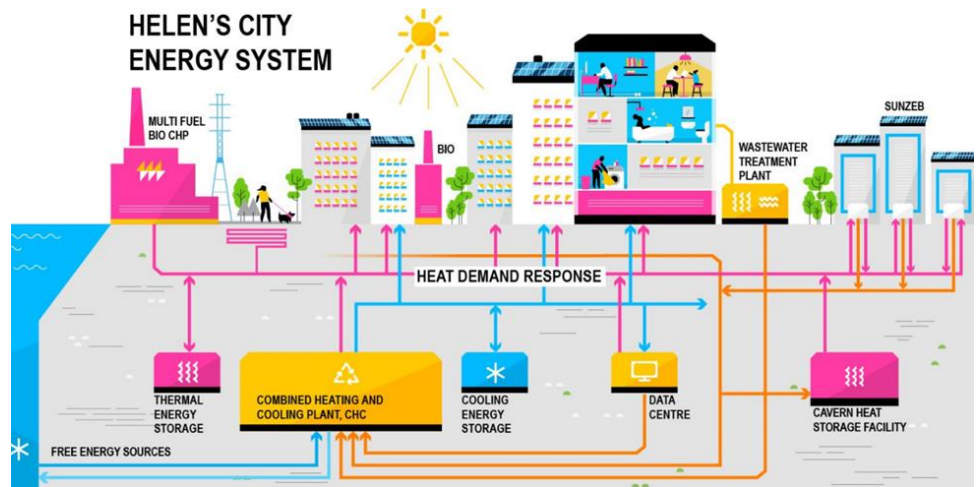 HELEN'S CITY
ENERGY SYSTEM
MULTI FUEL
BIO CHP
BIO
WASTEWATER
TREATMENT
PLANT
SUNZEB
HEAT DEMAND RESPONSE
THERMAL
ENERGY
STORAGE
COMBINED HEATING AND
COOLING PLANT, CHC
COOLING
ENERGY
STORAGE
DATA
CENTRE
CAVERN HEAT
STORAGE FACILITY
FREE ENERGY SOURCES